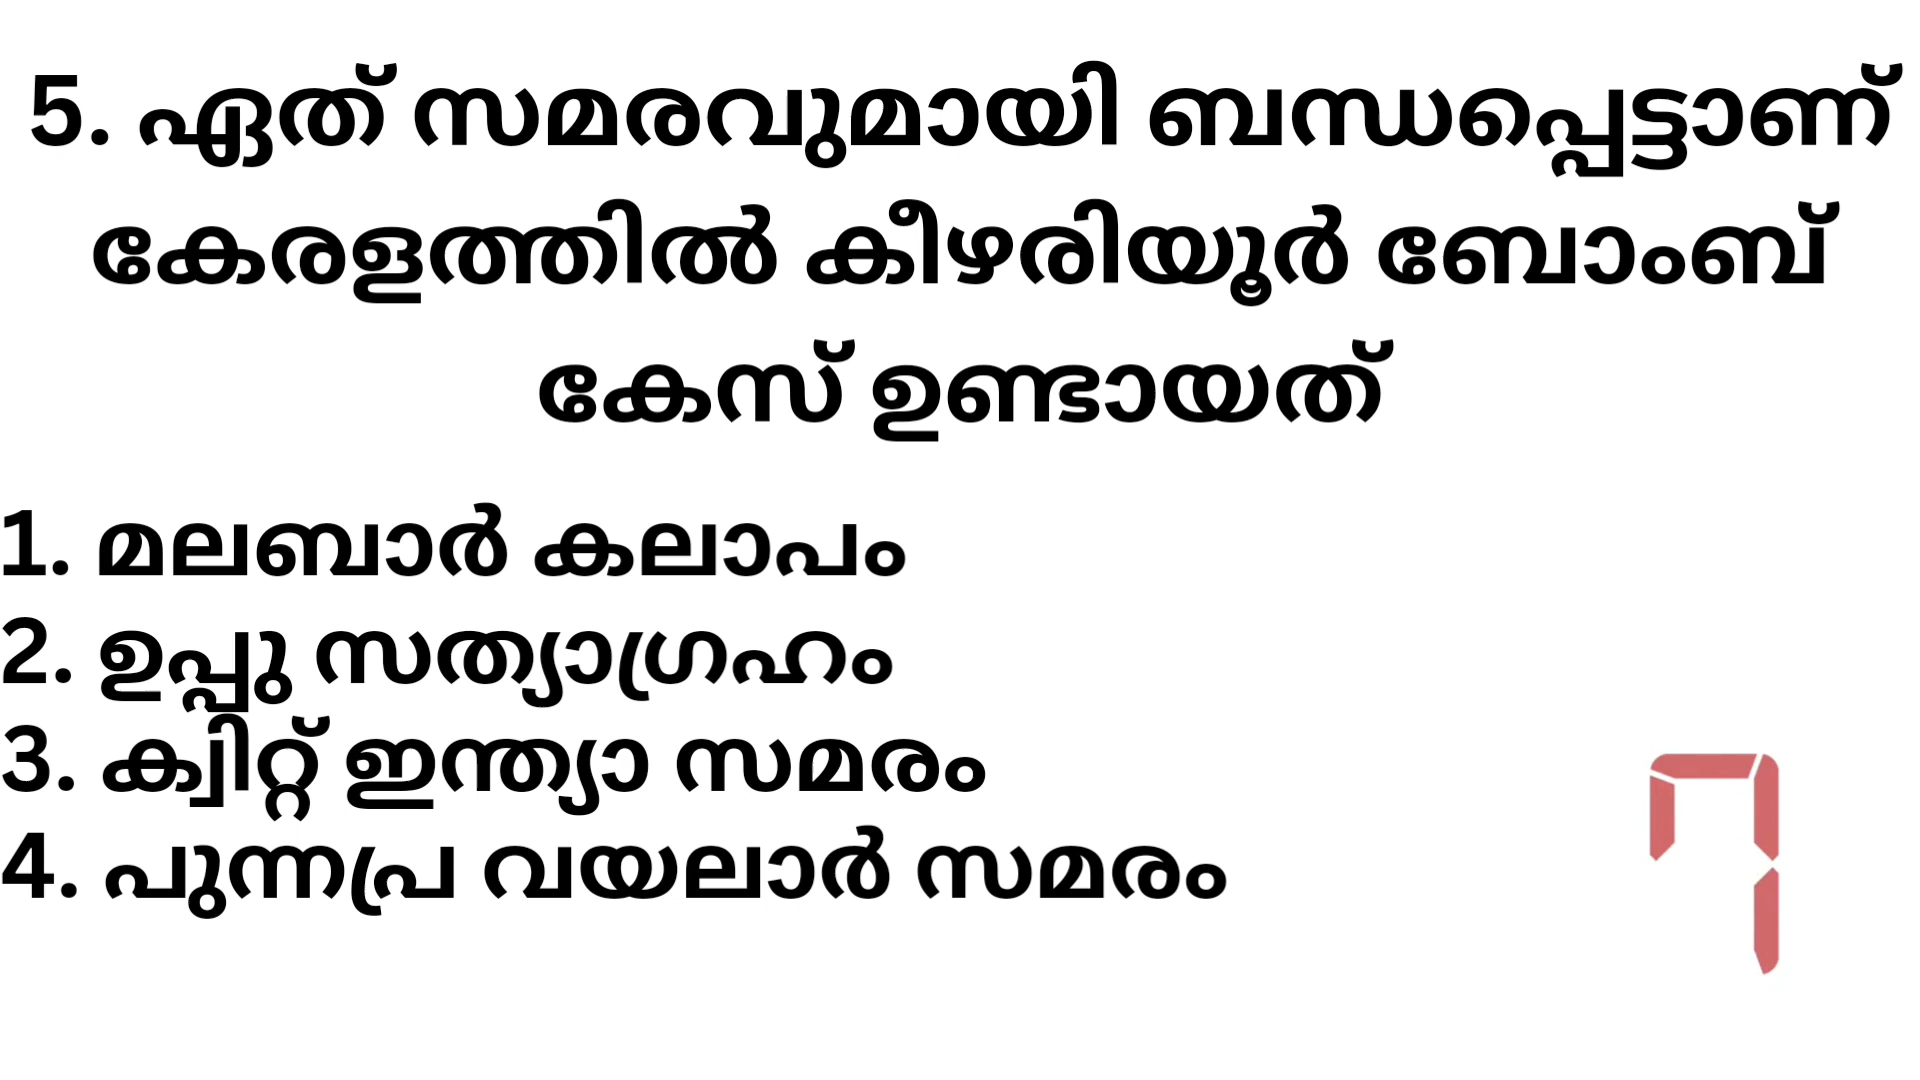 5. ഏത് സമരവുമായി ബന്ധപ്പെട്ടാണ്
കേരളത്തിൽ കീഴരിയൂർ ബോംബ്
കേസ് ഉണ്ടായത്
1. മലബാർ കലാപം
2. ഉപ്പു സത്യാഗ്രഹം
3. ക്വിറ്റ് ഇന്ത്യാ സമരം
4. പുന്നപ്ര വയലാർ സമരം
7